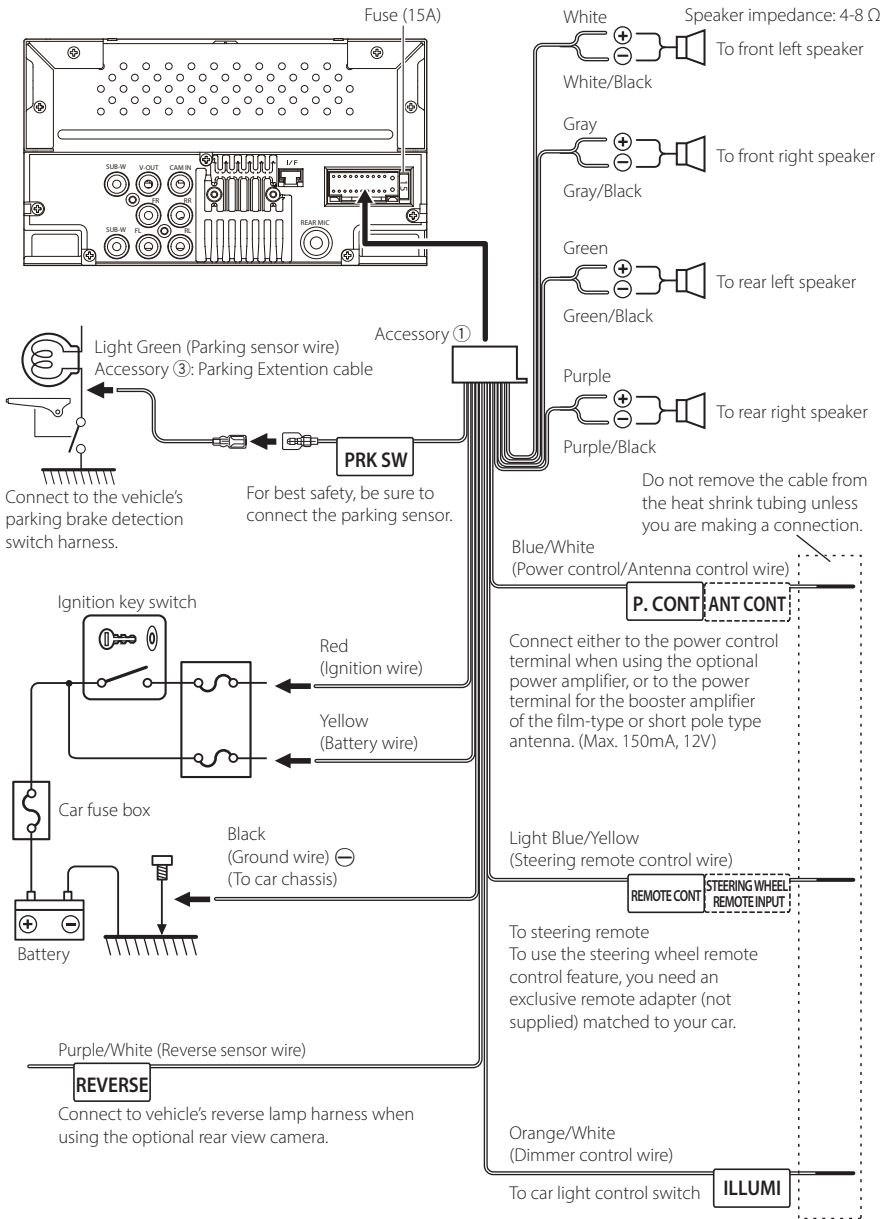 Fuse (15A)
White
Speaker impedance: 4-8 Ω
+
−
To front left speaker
White/Black
SUB-W
V-OUT
CAM IN
I/F
15
FR
RR
SUB-W
FL
RL
REAR MIC
Gray
+
−
To front right speaker
Gray/Black
Green
+
−
To rear left speaker
Green/Black
Accessory ①
Light Green (Parking sensor wire)
Accessory ③: Parking Extention cable
Purple
+
−
To rear right speaker
Purple/Black
PRK SW
Connect to the vehicle's
parking brake detection
switch harness.
For best safety, be sure to
connect the parking sensor.
Do not remove the cable from
the heat shrink tubing unless
you are making a connection.
Blue/White
(Power control/Antenna control wire)
P. CONT
ANT CONT
Connect either to the power control
terminal when using the optional
power amplifier, or to the power
terminal for the booster amplifier
of the film-type or short pole type
antenna. (Max. 150mA, 12V)
Ignition key switch
Red
(Ignition wire)
Yellow
(Battery wire)
Car fuse box
Black
(Ground wire) ⊖
(To car chassis)
+
−
Battery
Light Blue/Yellow
(Steering remote control wire)
REMOTE CONT
STEERING WHEEL
REMOTE INPUT
To steering remote
To use the steering wheel remote
control feature, you need an
exclusive remote adapter (not
supplied) matched to your car.
Purple/White (Reverse sensor wire)
REVERSE
Connect to vehicle's reverse lamp harness when
using the optional rear view camera.
Orange/White
(Dimmer control wire)
To car light control switch
ILLUMI